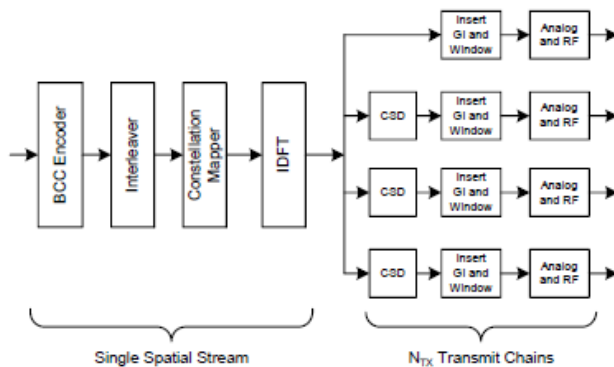 BCC Encoder
Interleaver
Constellation
Mapper
IDFT
Insert
GI and
Window
Analog
and RF
CSD
Insert
GI and
Window
Analog
and RF
CSD
Insert
GI and
Window
Analog
and RF
CSD
Insert
GI and
Window
Analog
and RF
Single Spatial Stream
NTX Transmit Chains